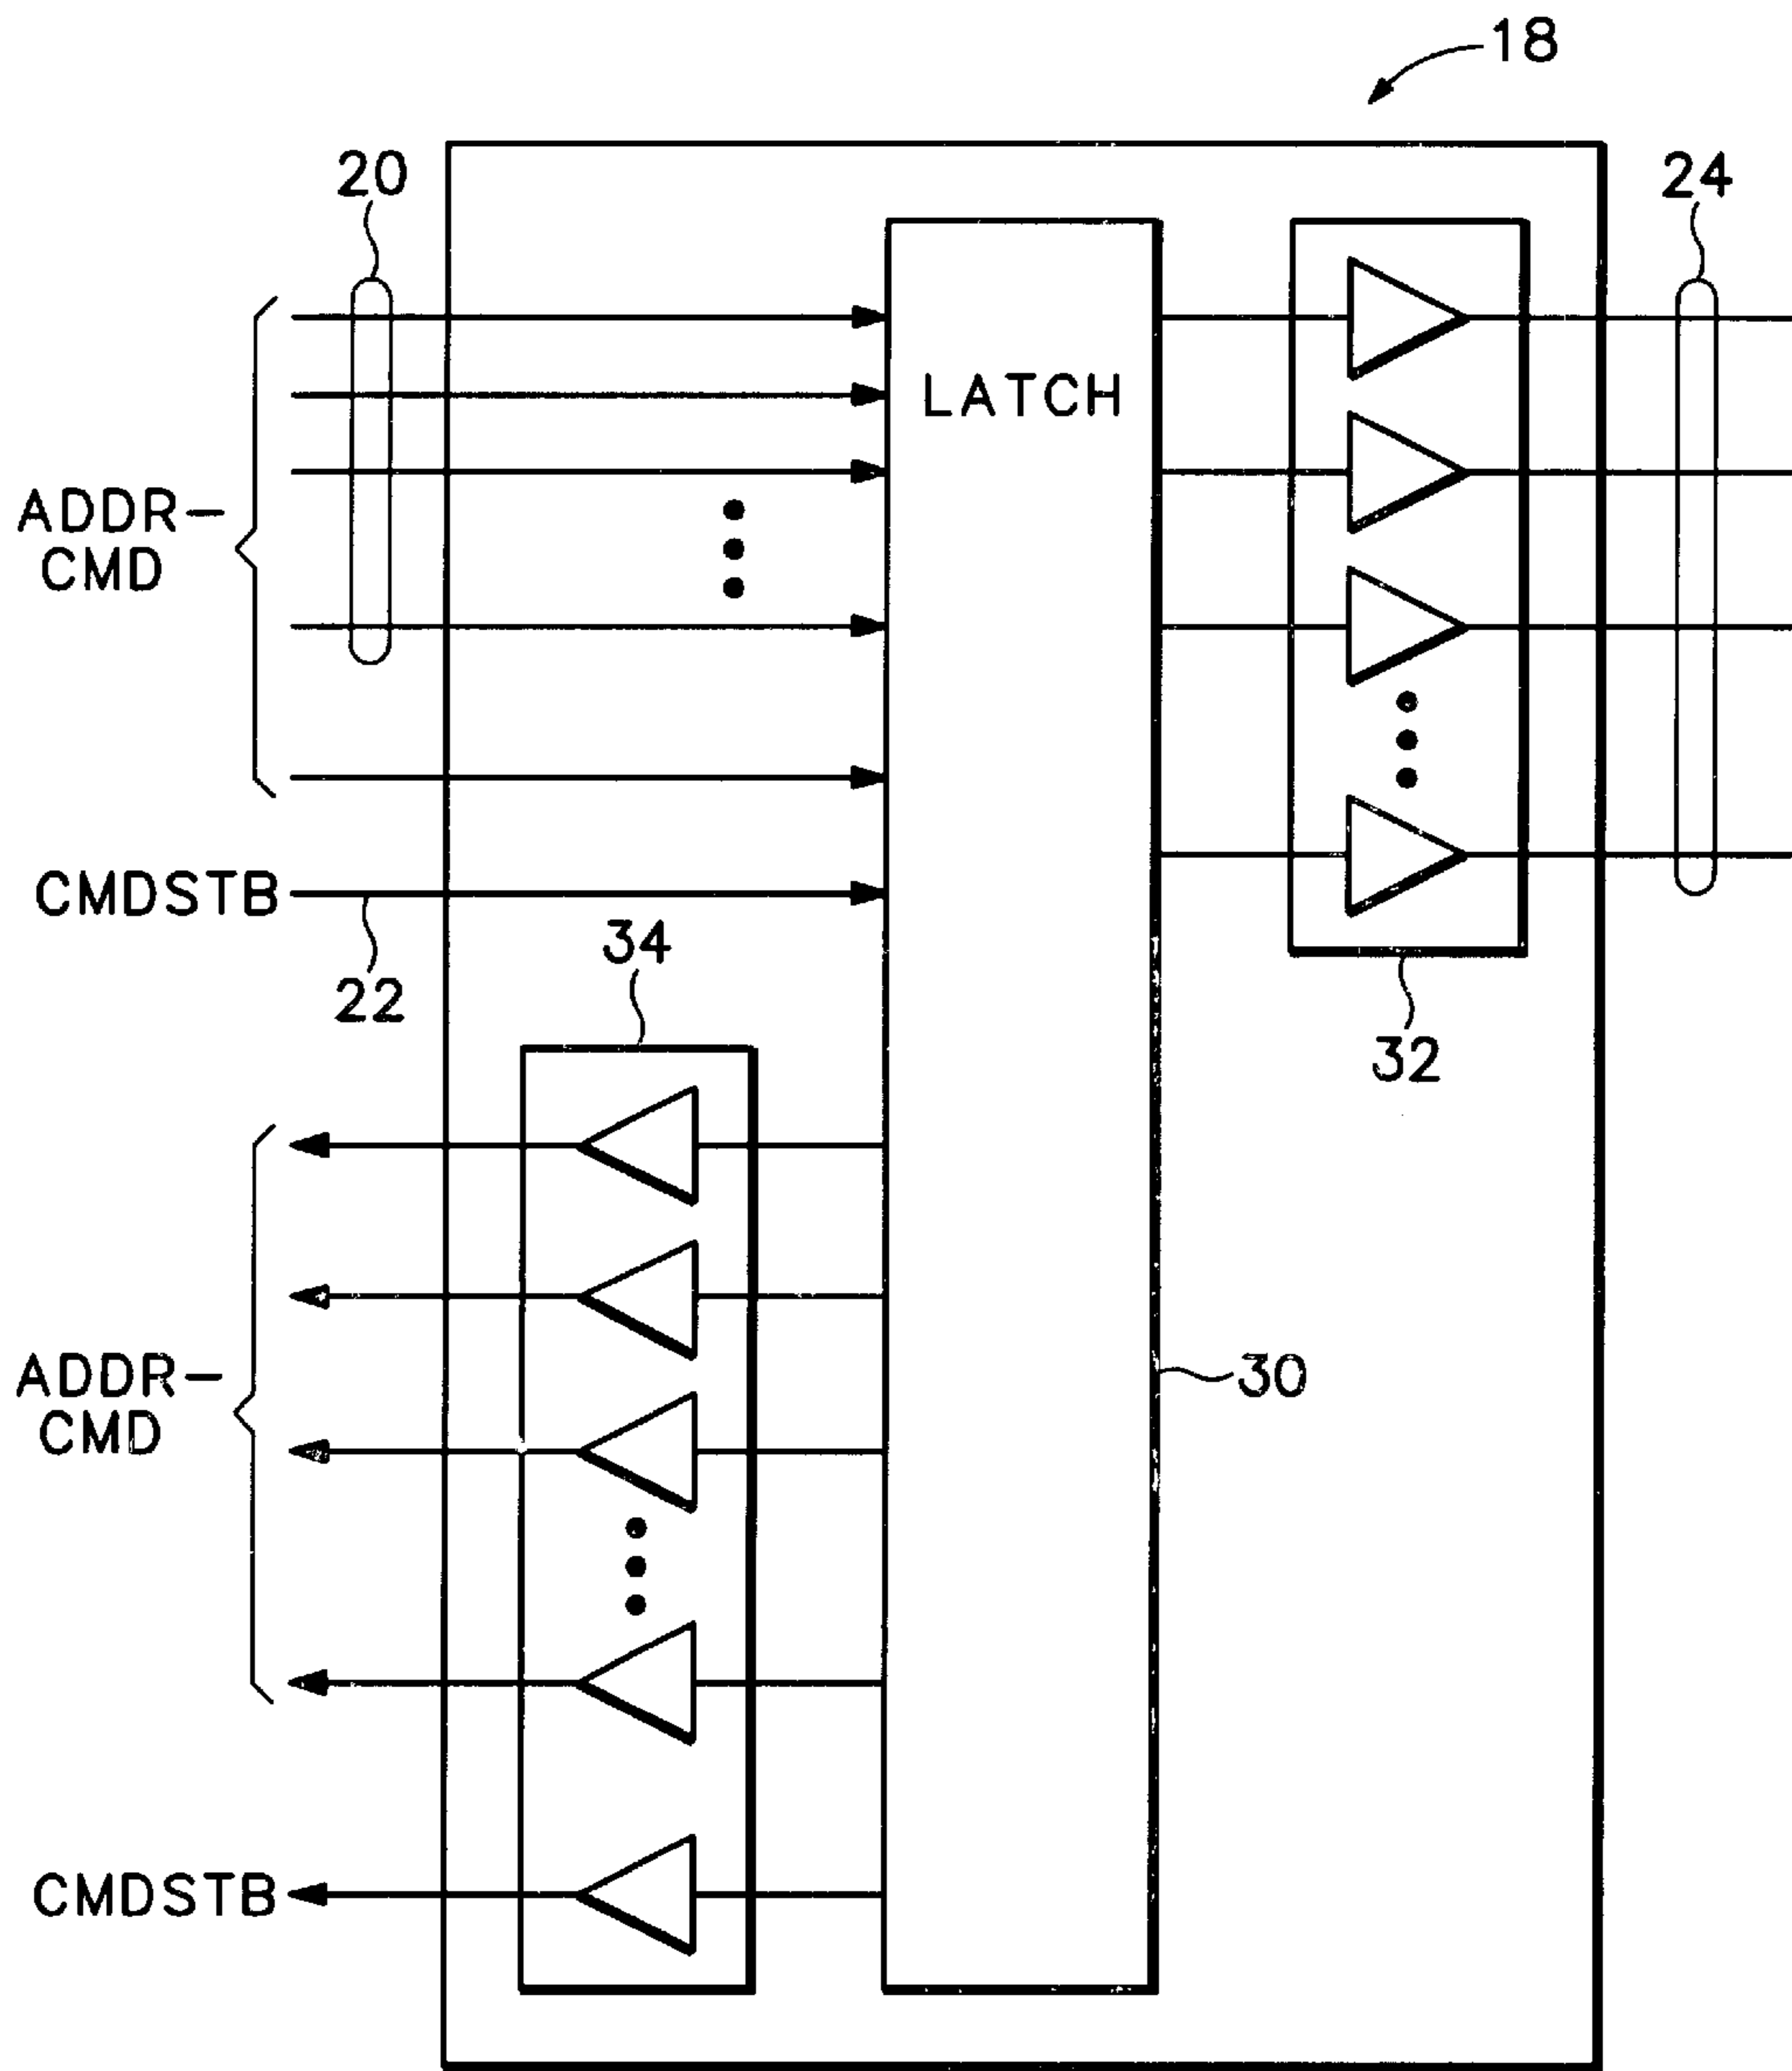 18
20
24
LATCH
ADDR-
CMD
CMDSTB
22
34
32
ADDR-
CMD
30
CMDSTB